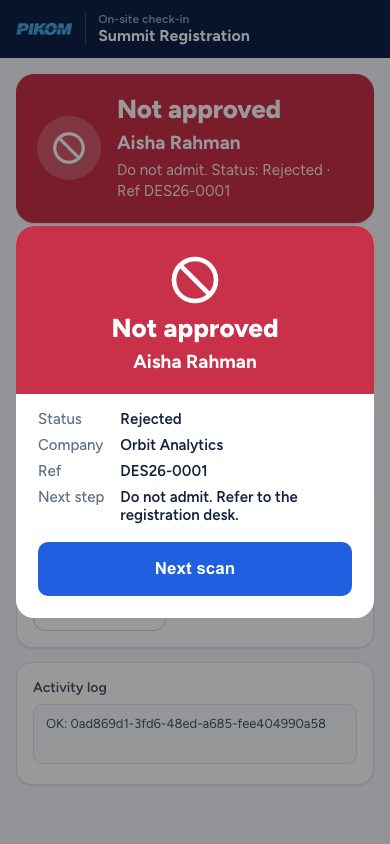 PIKOM
On-site check-in
Summit Registration
Not approved
Aisha Rahman
Do not admit. Status: Rejected ·
Ref DES26-0001
Not approved
Aisha Rahman
Status Rejected
Company Orbit Analytics
Ref DES26-0001
Next step Do not admit. Refer to the
registration desk.
Next scan
Activity log
OK: 0ad869d1-3fd6-48ed-a685-fee404990a58